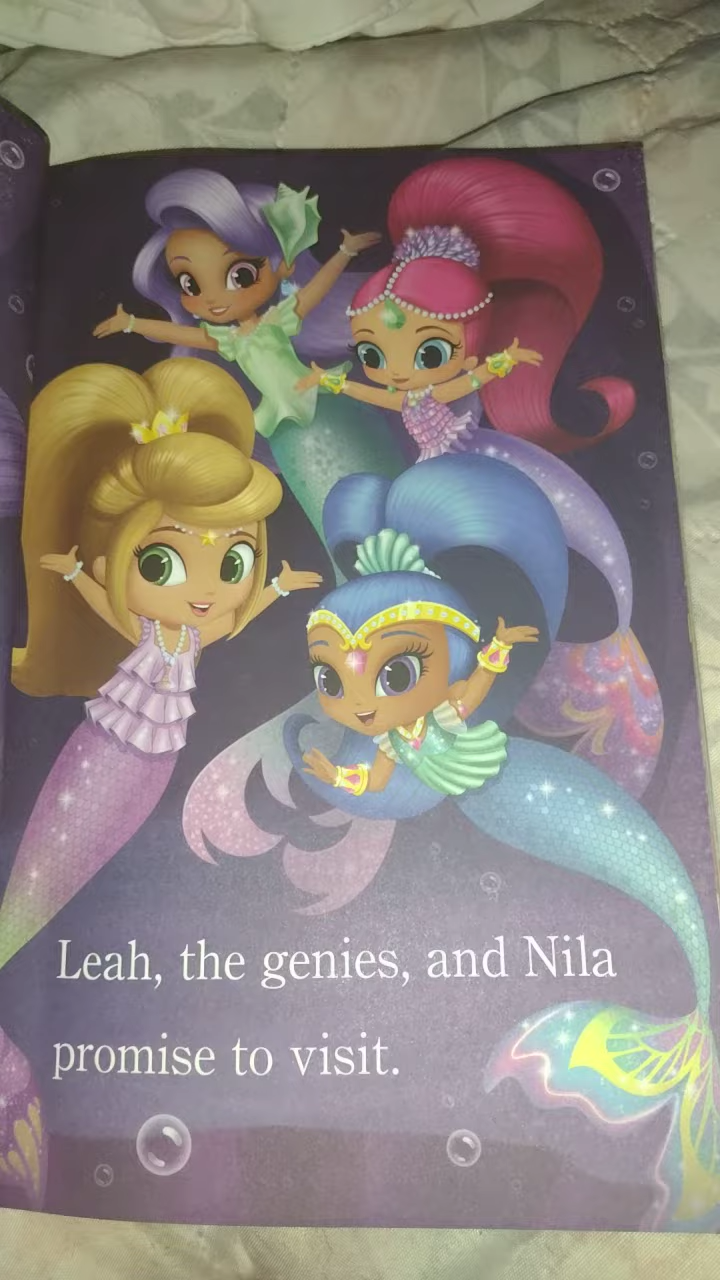 Leah, the genies, and Nila
promise to visit.